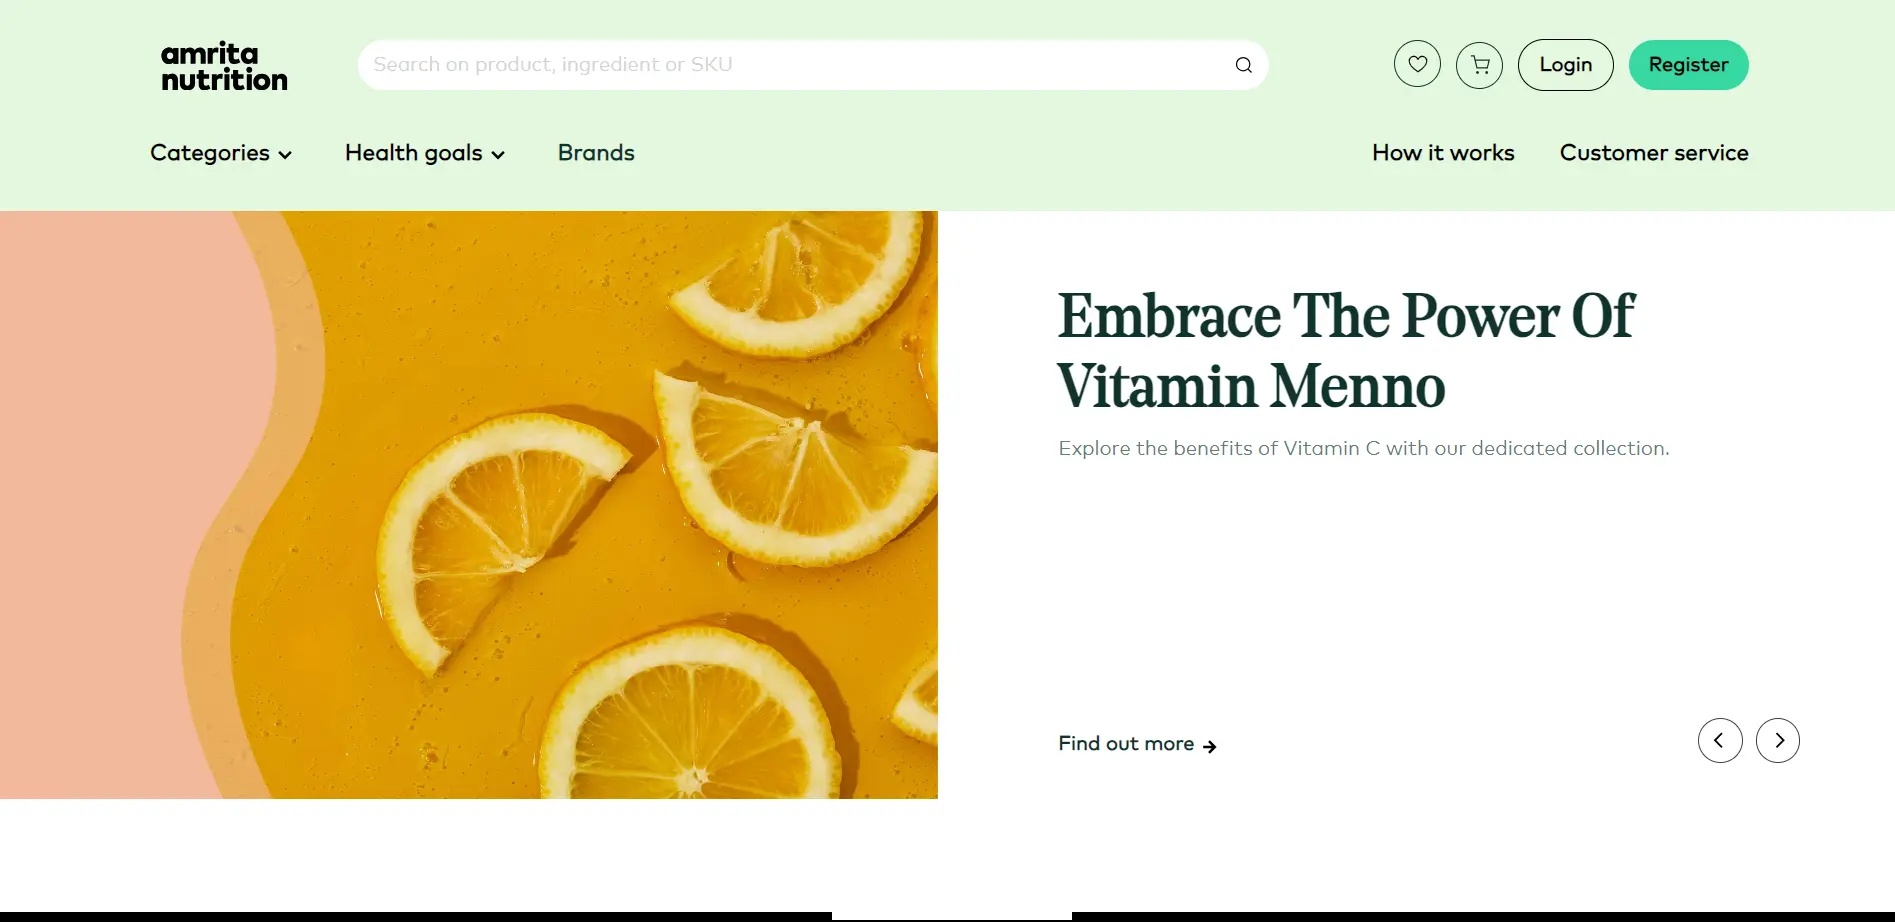 amrita
nutrition
Search on product, ingredient or SKU
Login
Register
Categories
Health goals
Brands
How it works
Customer service
Embrace The Power Of
Vitamin Menno
Explore the benefits of Vitamin C with our dedicated collection.
Find out more